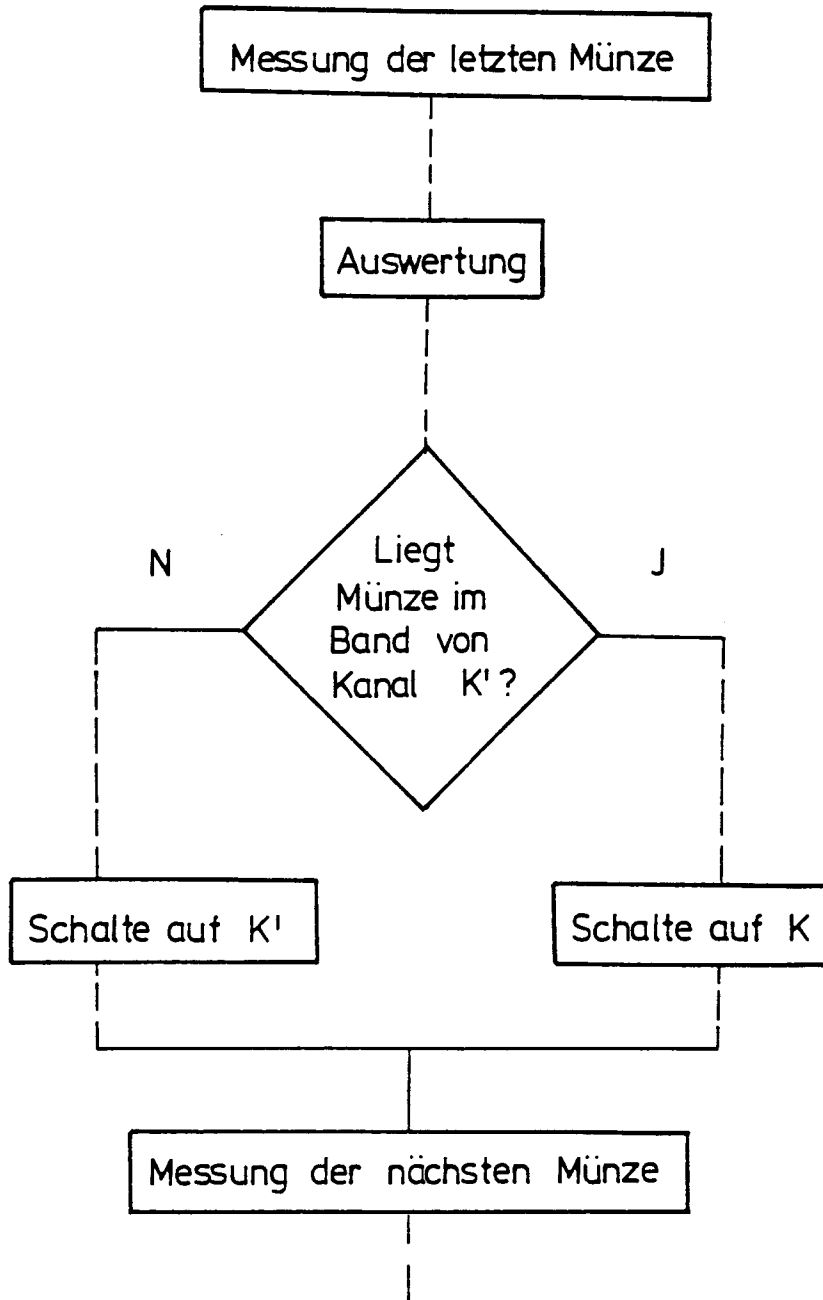 Messung der letzten Münze
Auswertung
N
J
Liegt
Münze im
Band von
Kanal K'?
Schalte auf K'
Schalte auf K
Messung der nächsten Münze